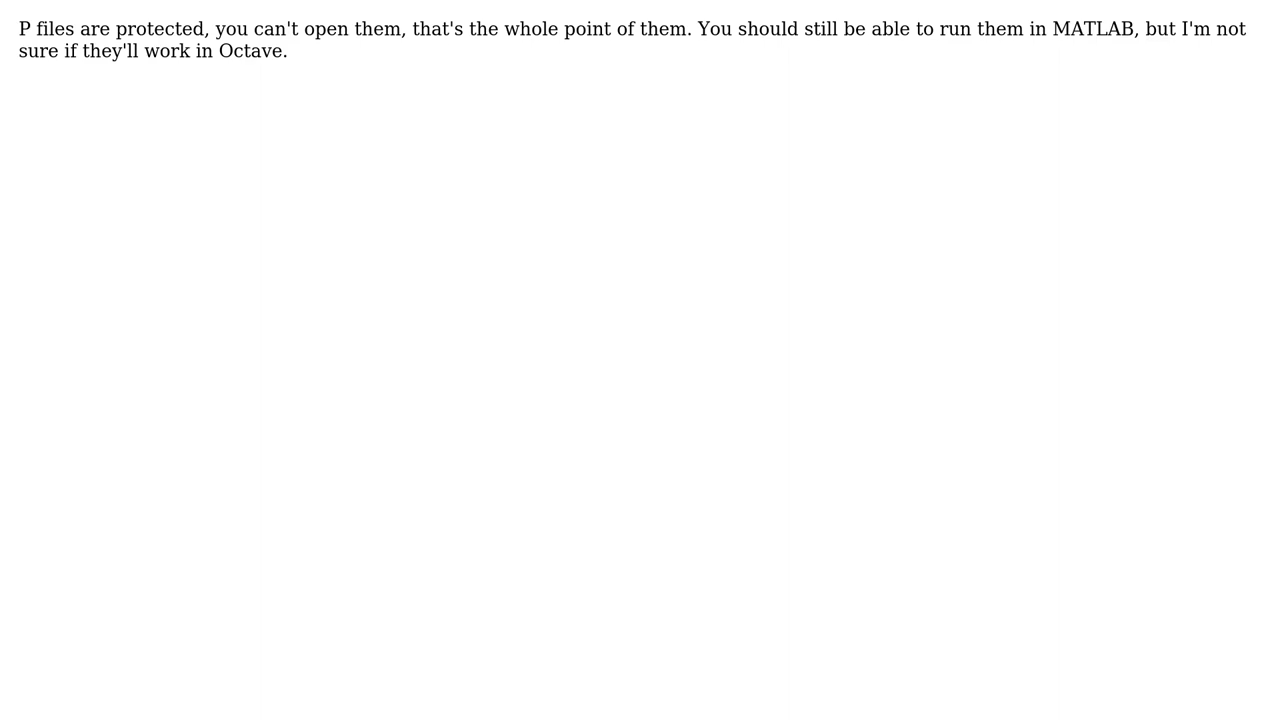 P files are protected, you can't open them, that's the whole point of them. You should still be able to run them in MATLAB, but I'm not
sure if they'll work in Octave.